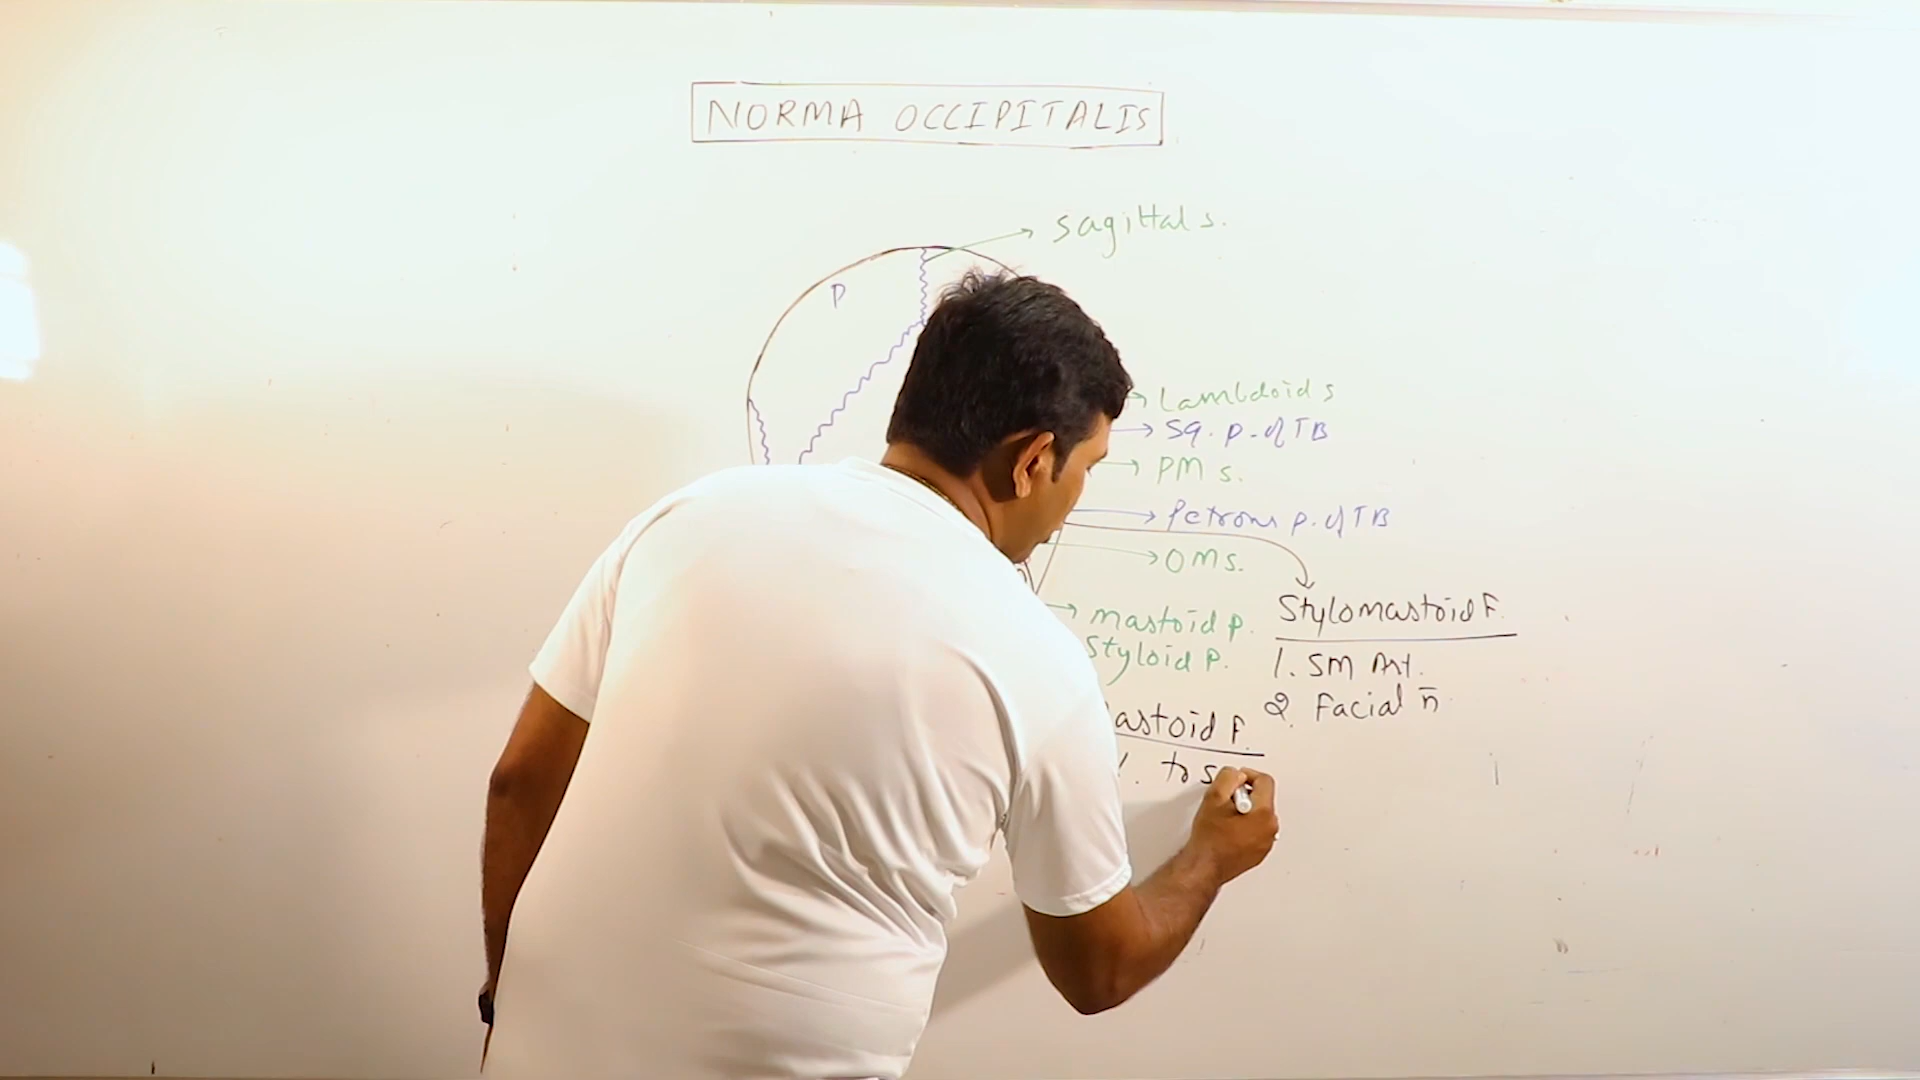 NORMA OCCIPITALIS
Sagittal s.
P
Lambdoid s
Sq. p. of TB
PM s.
Petrous p. of TB
OM s.
Stylomastoid F.
mastoid p.
Styloid p.
1. SM Art.
2. Facial n̄
astoid F.
to s